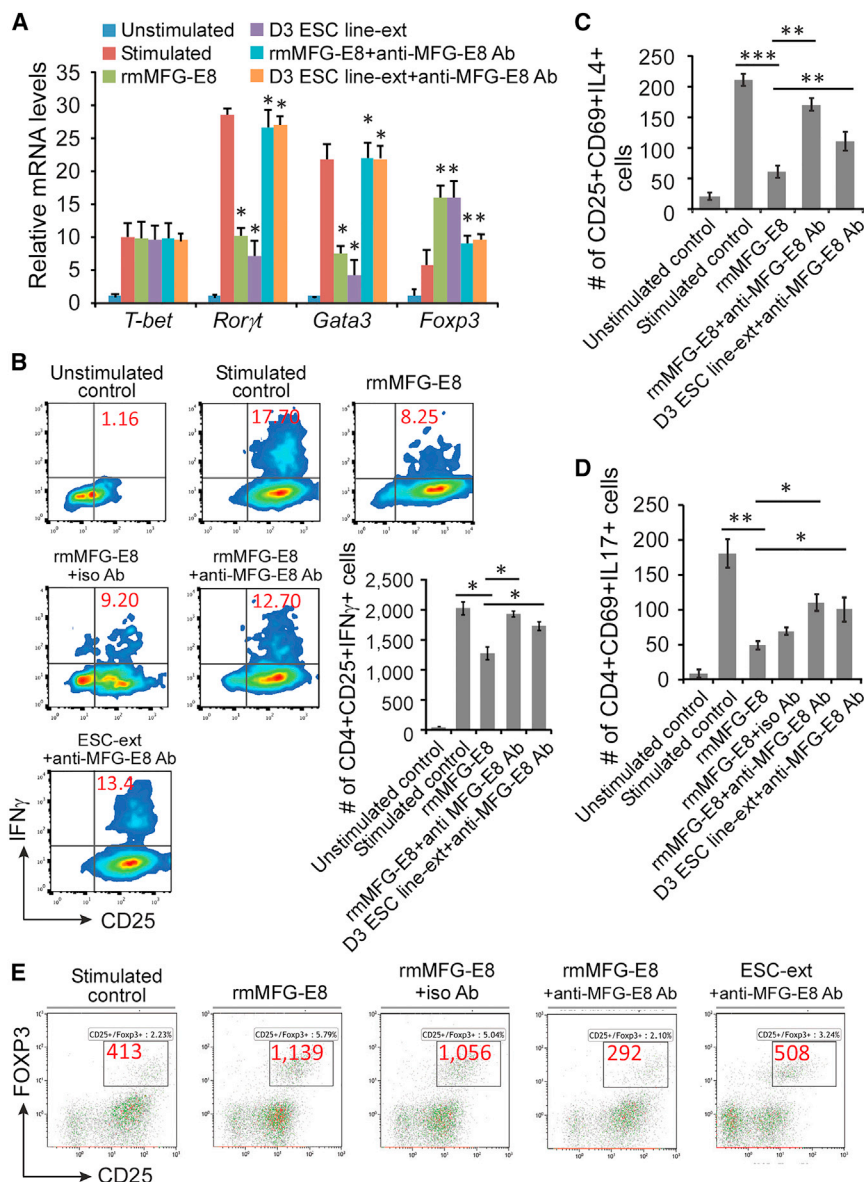 A
Unstimulated
Stimulated
rmMFG-E8
D3 ESC line-ext
rmMFG-E8+anti-MFG-E8 Ab
D3 ESC line-ext+anti-MFG-E8 Ab
Relative mRNA levels
35
30
25
20
15
10
5
0
* * * *
* * * *
** **
T-bet Rorγt Gata3 Foxp3
B
Unstimulated control
1.16
Stimulated control
17.70
rmMFG-E8
8.25
rmMFG-E8
+iso Ab
9.20
rmMFG-E8
+anti-MFG-E8 Ab
12.70
ESC-ext
+anti-MFG-E8 Ab
13.4
IFNγ
CD25
# of CD4+CD25+IFNγ+ cells
2,500
2,000
1,500
1,000
500
0
* *
*
Unstimulated control
Stimulated control
rmMFG-E8
rmMFG-E8+anti MFG-E8 Ab
D3 ESC line-ext+anti-MFG-E8 Ab
C
# of CD25+CD69+IL4+
cells
250
200
150
100
50
0
**
***
**
Unstimulated control
Stimulated control
rmMFG-E8
rmMFG-E8+anti-MFG-E8 Ab
D3 ESC line-ext+anti-MFG-E8 Ab
D
# of CD4+CD69+IL17+ cells
250
200
150
100
50
0
*
**
*
Unstimulated control
Stimulated control
rmMFG-E8
rmMFG-E8+iso Ab
rmMFG-E8+anti-MFG-E8 Ab
D3 ESC line-ext+anti-MFG-E8 Ab
E
Stimulated
control
CD25+/Foxp3+ : 2.23%
413
rmMFG-E8
CD25+/Foxp3+ : 5.79%
1,139
rmMFG-E8
+iso Ab
CD25+/Foxp3+ : 5.04%
1,056
rmMFG-E8
+anti-MFG-E8 Ab
CD25+/Foxp3+ : 2.10%
292
ESC-ext
+anti-MFG-E8 Ab
CD25+/Foxp3+ : 3.24%
508
FOXP3
CD25